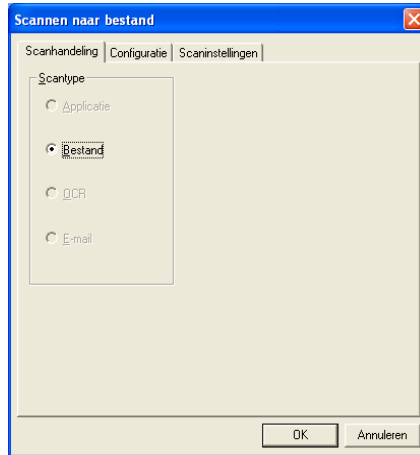 Scannen naar bestand
Scanhandeling Configuratie Scaninstellingen
Scantype
Applicatie
Bestand
OCR
E-mail
OK Annuleren